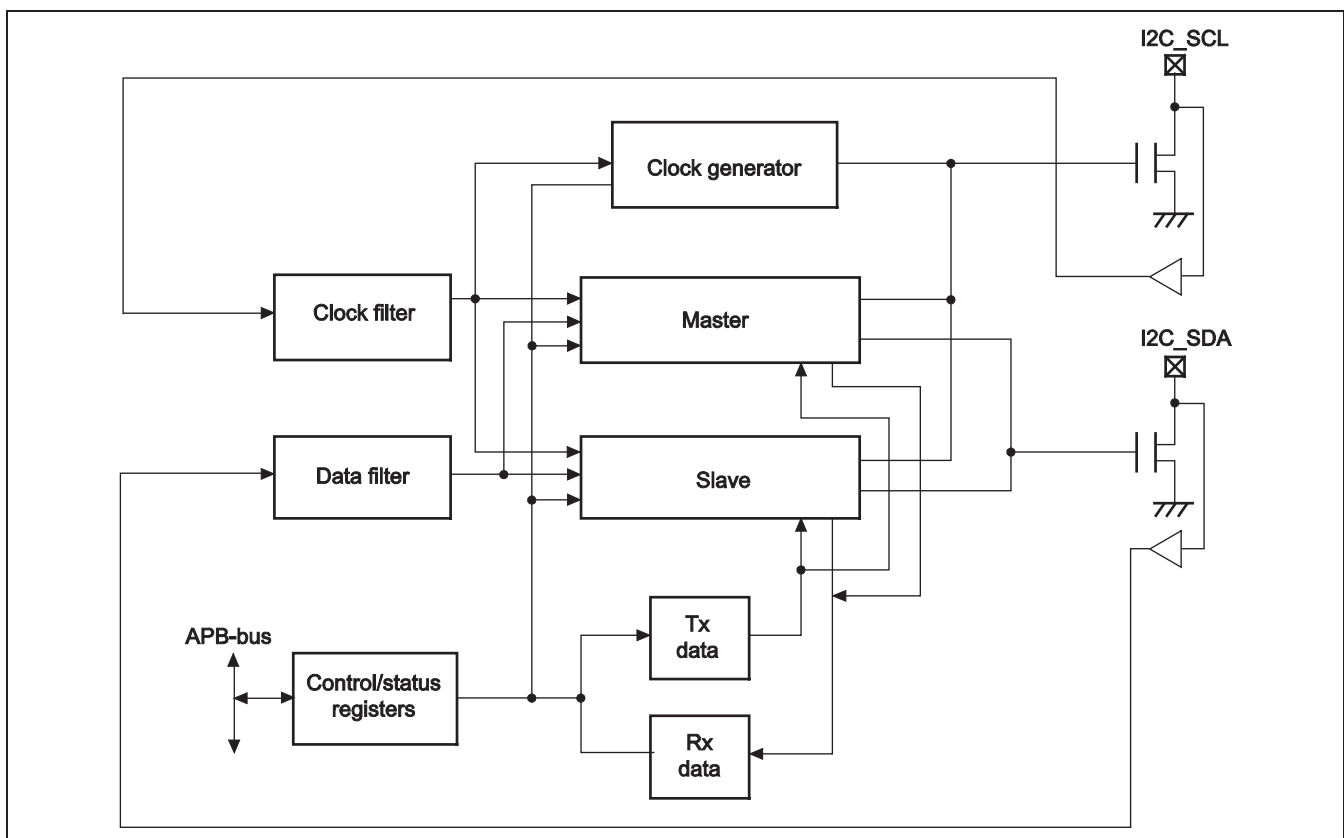 I2C_SCL
Clock generator
Clock filter
Master
I2C_SDA
Data filter
Slave
Tx
data
APB-bus
Control/status
registers
Rx
data